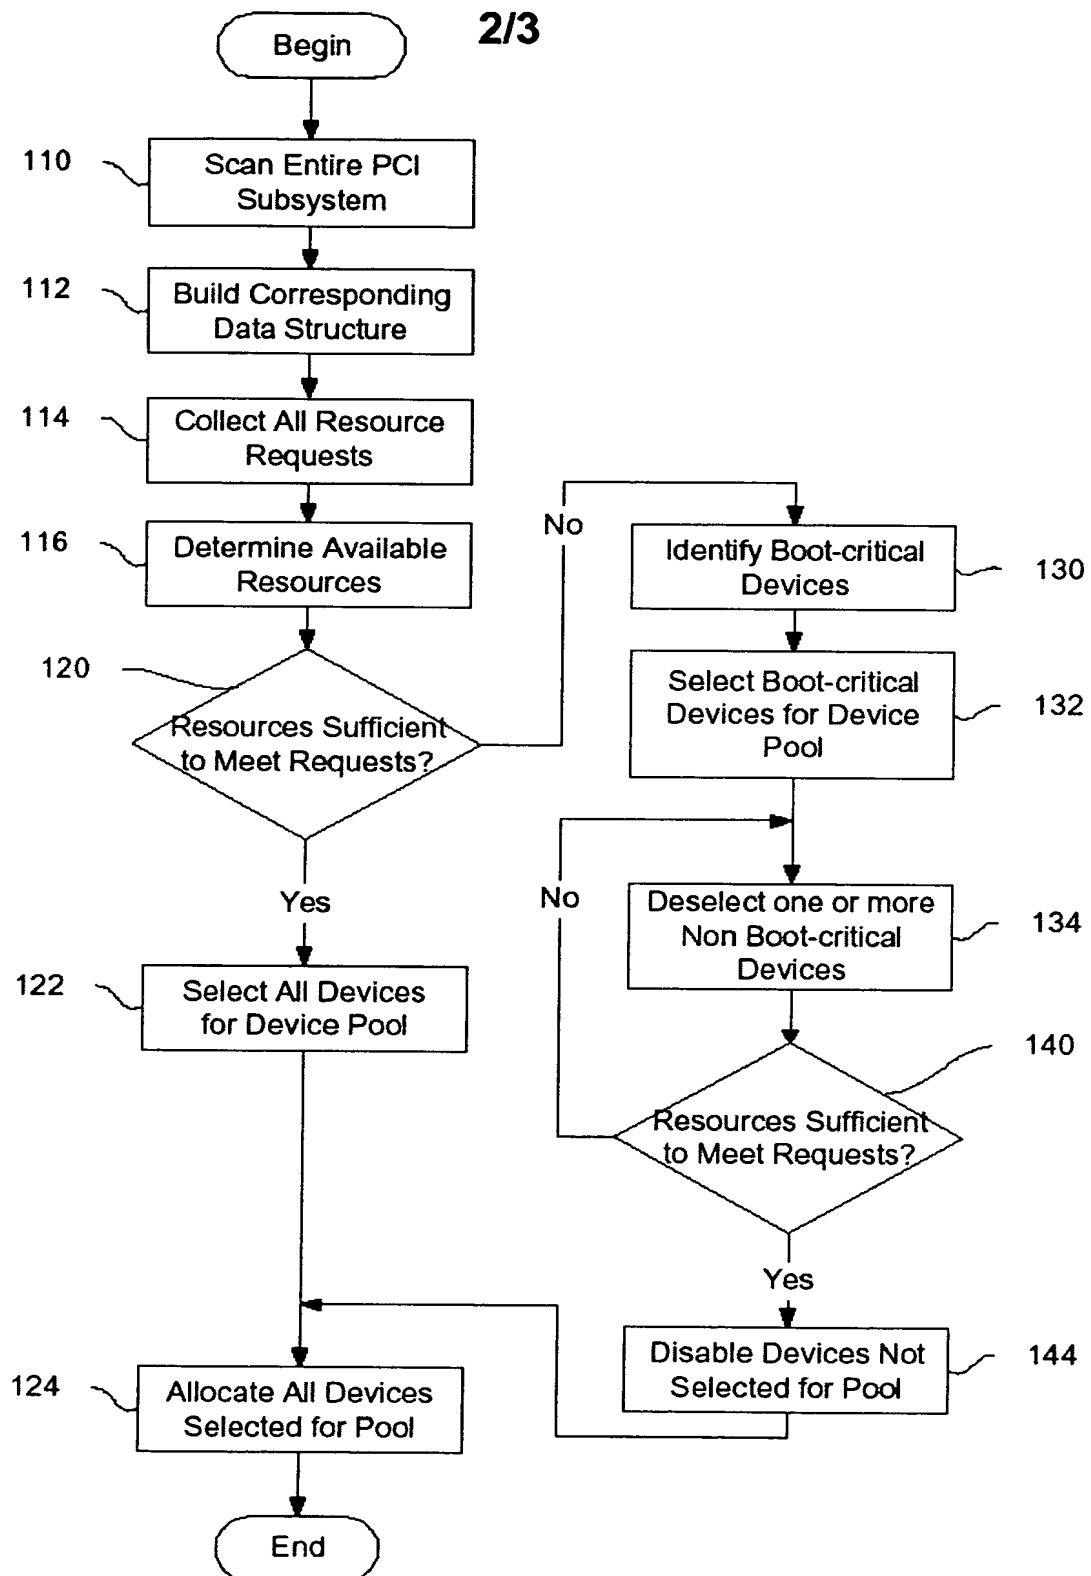 2/3
Begin
110
Scan Entire PCI
Subsystem
112
Build Corresponding
Data Structure
114
Collect All Resource
Requests
116
Determine Available
Resources
120
Resources Sufficient
to Meet Requests?
Yes
No
122
Select All Devices
for Device Pool
124
Allocate All Devices
Selected for Pool
End
Identify Boot-critical
Devices
130
Select Boot-critical
Devices for Device
Pool
132
Deselect one or more
Non Boot-critical
Devices
134
No
140
Resources Sufficient
to Meet Requests?
Yes
Disable Devices Not
Selected for Pool
144